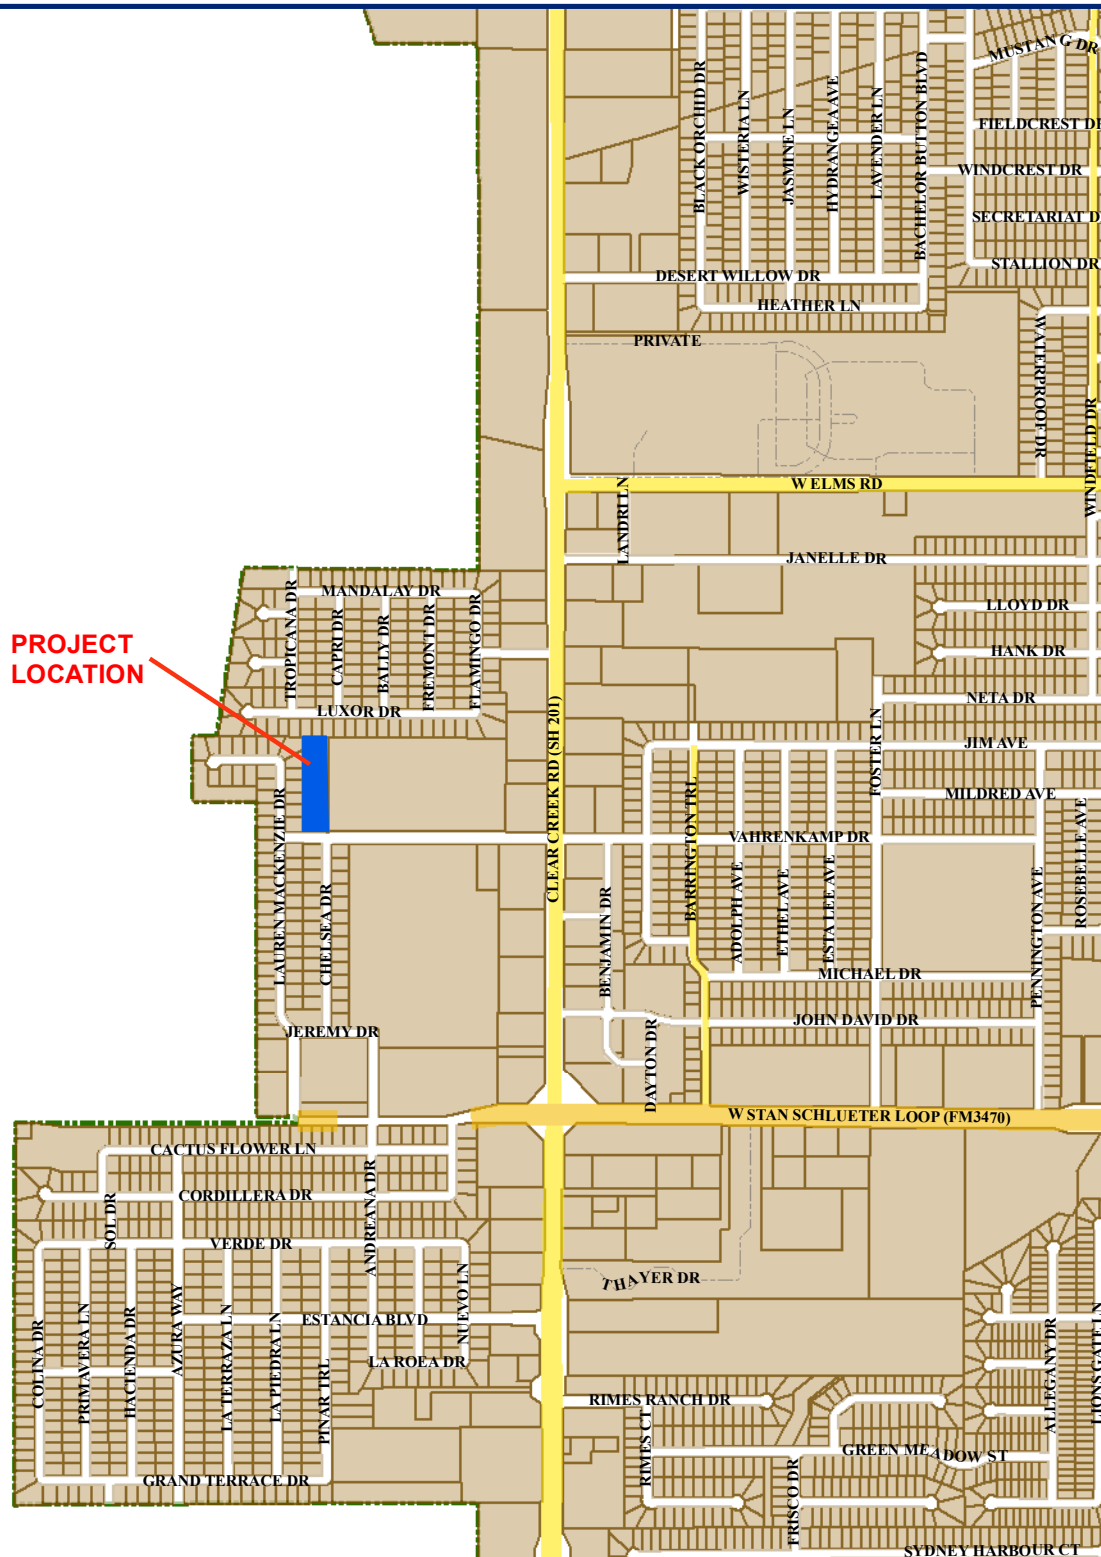 MUSTANG DR
BLACK ORCHID DR
WISTERIA LN
JASMINE LN
HYDRANGEA AVE
LAVENDER LN
BACHELOR BUTTON BLVD
FIELDCREST DR
WINDCREST DR
SECRETARIAT D
STALLION DR
DESERT WILLOW DR
HEATHER LN
PRIVATE
WATERPROOF DR
WINDFIELD DR
W ELMS RD
LANDRI LN
JANELLE DR
MANDALAY DR
TROPICANA DR
CAPRI DR
BALLY DR
FREMONT DR
FLAMINGO DR
LLOYD DR
PROJECT
LOCATION
HANK DR
NETA DR
LUXOR DR
CLEAR CREEK RD (SH 201)
FOSTER LN
JIM AVE
MILDRED AVE
LAUREN MACKENZIE DR
CHELSEA DR
BARRINGTON TRL
VAHRENKAMP DR
ROSEBELLE AVE
ADOLPH AVE
ETHEL AVE
ESTA LEE AVE
PENNINGTON AVE
BENJAMIN DR
MICHAEL DR
JEREMY DR
JOHN DAVID DR
DAYTON DR
W STAN SCHLUETER LOOP (FM3470)
CACTUS FLOWER LN
CORDILLERA DR
SOL DR
ANDREANA DR
VERDE DR
THAYER DR
COLINA DR
PRIMAVERA LN
HACIENDA DR
AZURA WAY
LA TERRAZA LN
LA PIEDRA LN
ESTANCIA BLVD
NUEVO LN
LA ROEA DR
PINAR TRL
ALLEGANY DR
LIONSGATE LN
RIMES RANCH DR
RIMES CT
GREEN MEADOW ST
GRAND TERRACE DR
FRISCO DR
SYDNEY HARBOUR CT